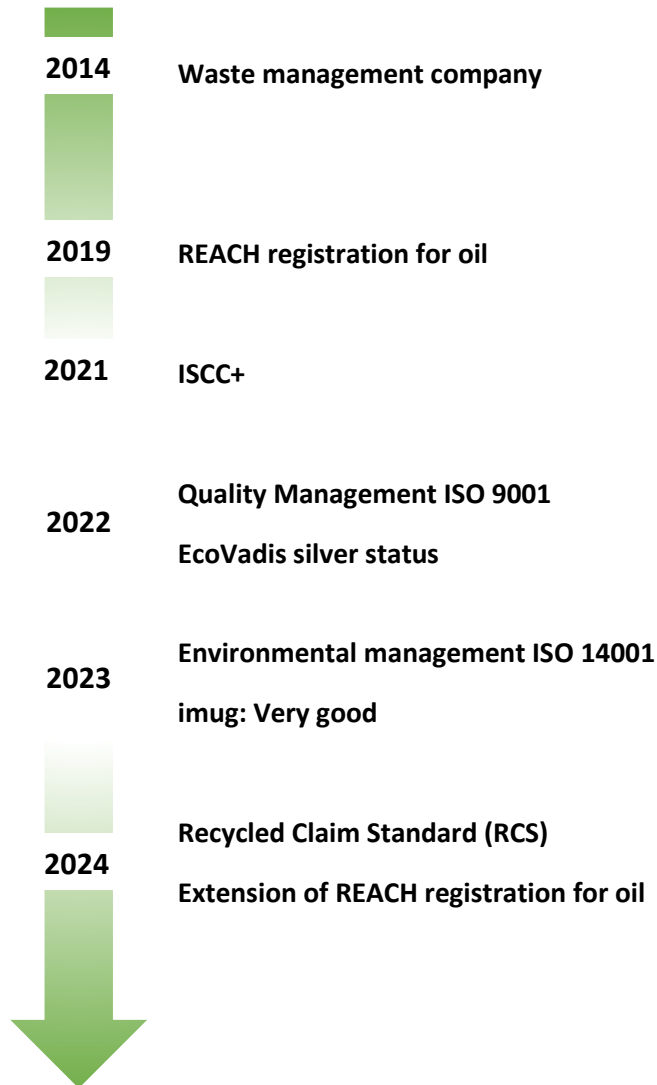 2014
Waste management company
2019
REACH registration for oil
2021
ISCC+
2022
Quality Management ISO 9001
EcoVadis silver status
2023
Environmental management ISO 14001
imug: Very good
2024
Recycled Claim Standard (RCS)
Extension of REACH registration for oil